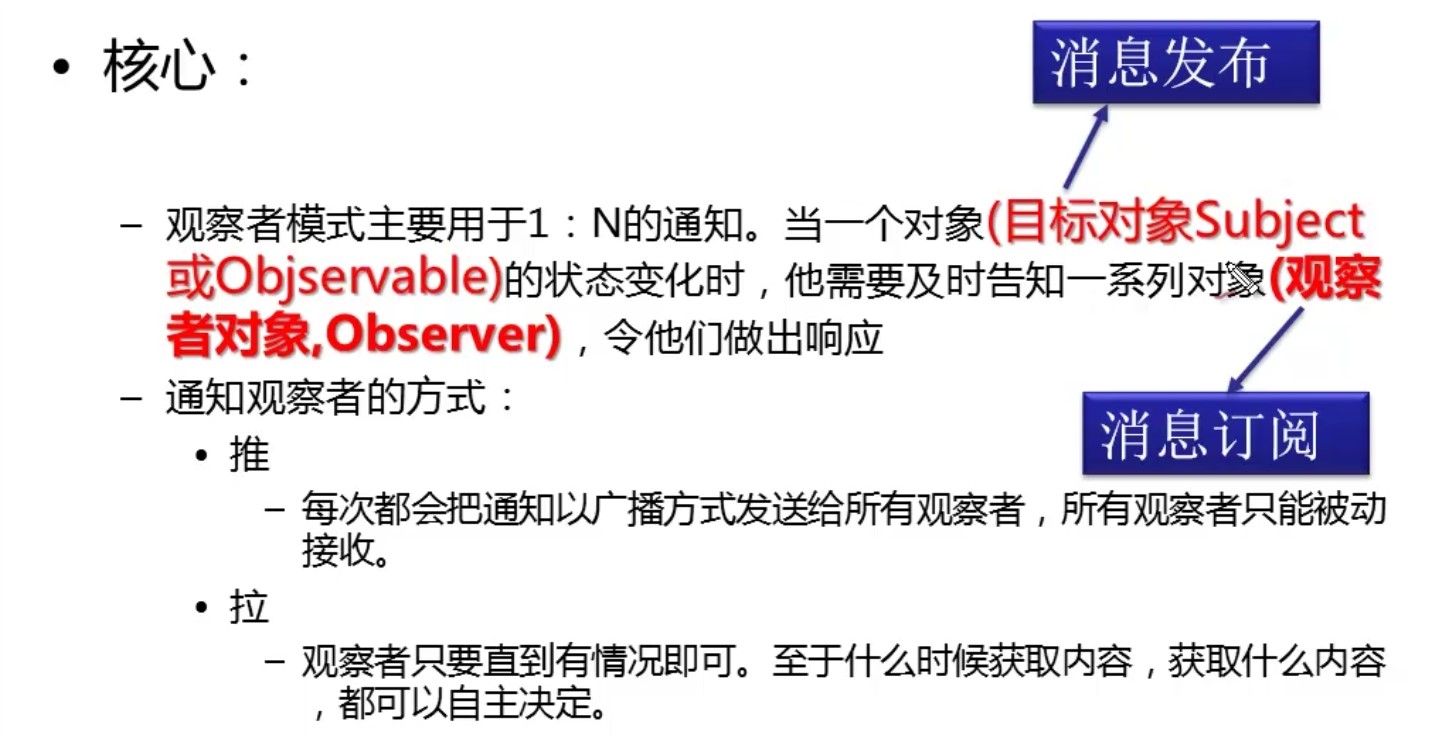 • 核心：
消息发布
– 观察者模式主要用于1：N的通知。当一个对象(目标对象Subject
或Objservable)的状态变化时，他需要及时告知一系列对象(观察
者对象,Observer)，令他们做出响应
– 通知观察者的方式：
消息订阅
• 推
– 每次都会把通知以广播方式发送给所有观察者，所有观察者只能被动
接收。
• 拉
– 观察者只要直到有情况即可。至于什么时候获取内容，获取什么内容
，都可以自主决定。